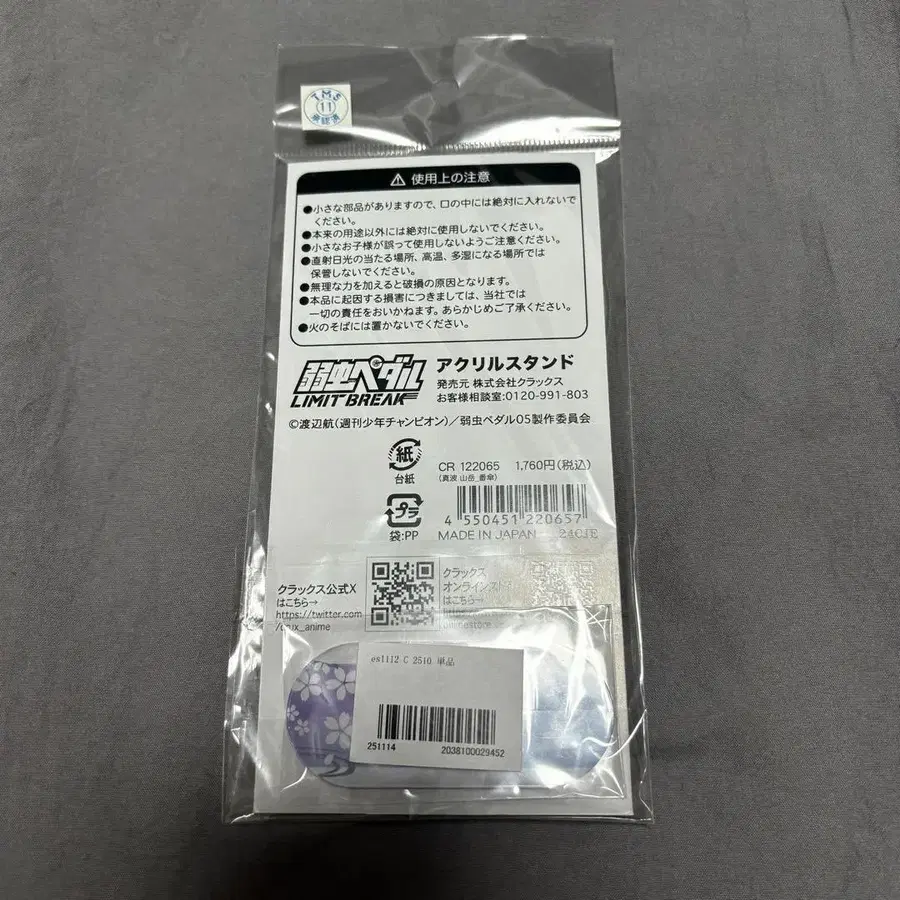 TMS
11
承認済
⚠ 使用上の注意
●小さな部品がありますので、口の中には絶対に入れないで
ください。
●本来の用途以外には絶対に使用しないでください。
●小さなお子様が誤って使用しないようご注意ください。
●直射日光の当たる場所、高温、多湿になる場所では
保管しないでください。
●無理な力を加えると破損の原因となります。
●本品に起因する損害につきましては、当社では
一切の責任をおいかねます。あらかじめご了承ください。
●火のそばには置かないでください。
弱虫ペダル
LIMIT BREAK
アクリルスタンド
発売元 株式会社クラックス
お客様相談室:0120-991-803
©渡辺航(週刊少年チャンピオン)/弱虫ペダル05製作委員会
紙
台紙
CR 122065 1,760円(税込)
(真波 山岳_番傘)
プラ
袋:PP
4 550451 220657
MADE IN JAPAN 24CJE
クラックス公式X
はこちら→
https://twitter.com
/crux_anime
クラックス
オンラインスト
はこちら→
es1112 C 2510 単品
251114
2038100029452